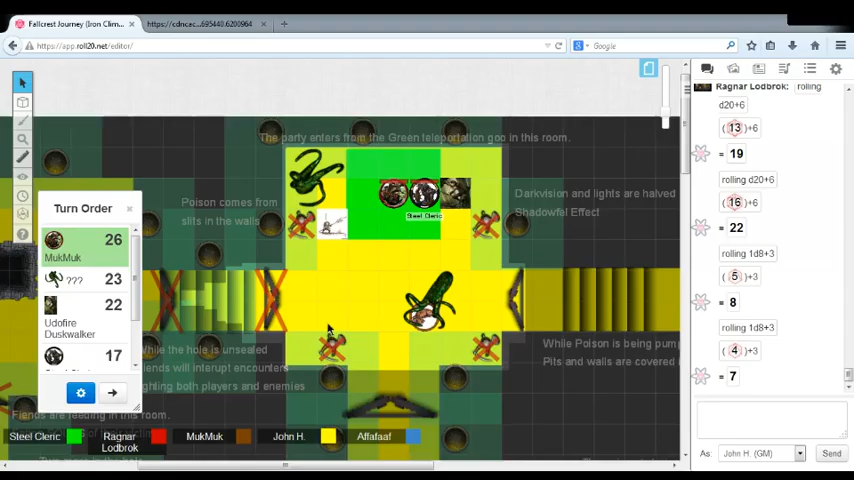 Fallcrest Journey (Iron Clim... ×
https://cdncac...695440.6200964 ×
https://app.roll20.net/editor/
Google
The party enters from the Green teleportation goo in this room.
Poison comes from
slits in the walls
Darkvision and lights are halved
Shadowful Effect
Steel Cleric
Turn Order ×
26
MukMuk
??? 23
22
Udofire
Duskwalker
17
While the hole is unsealed
fiends will interupt encounters
ghting both players and enemies
While Poison is being pum
Pits and walls are covered i
Fiends are feeding in this room.
Steel Cleric
Ragnar
Lodbrok
MukMuk
John H.
Affafaaf
Ragnar Lodbrok: rolling
d20+6
(13)+6
= 19
rolling d20+6
(16)+6
= 22
rolling 1d8+3
(5)+3
= 8
rolling 1d8+3
(4)+3
= 7
As: John H. (GM)
Send